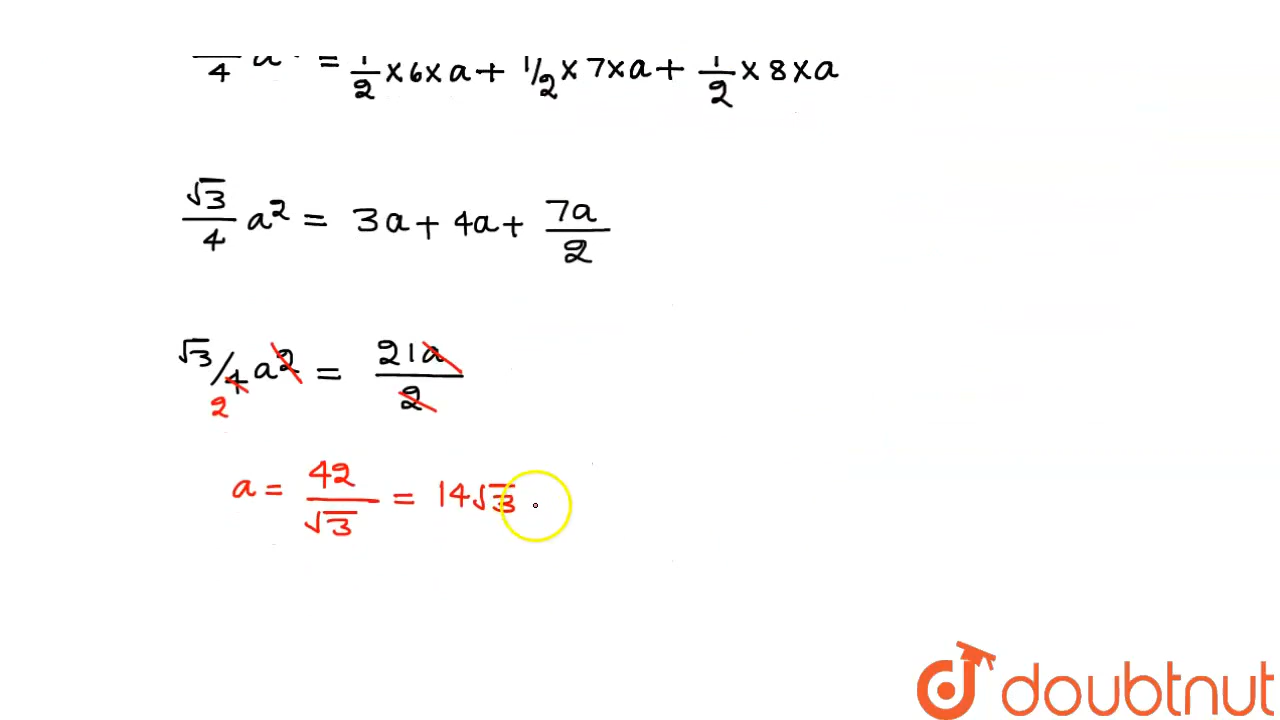 /4 a = 1/2 × 6 × a + 1/2 × 7 × a + 1/2 × 8 × a
√3/4 a² = 3a + 4a + 7a/2
√3/4 a² = 21a/2
2
a = 42/√3 = 14√3
doubtnut